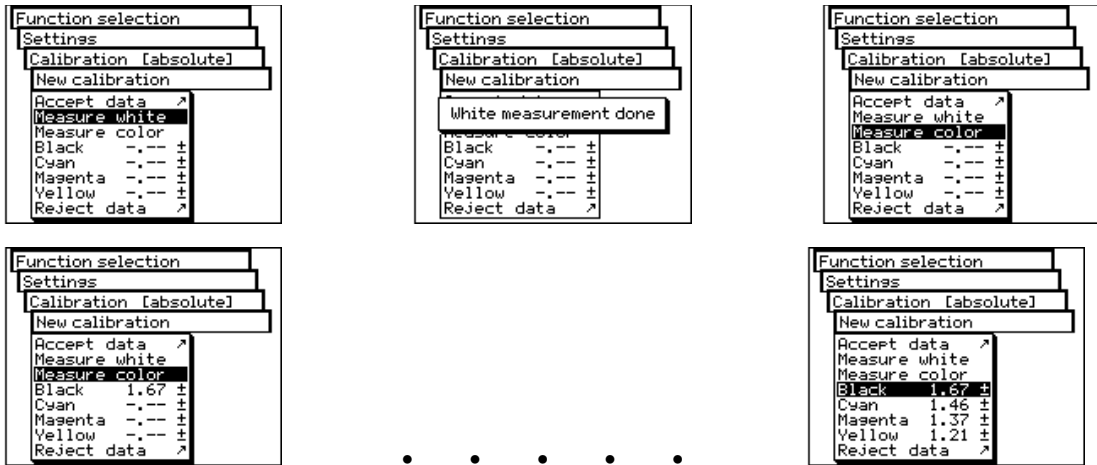 Function selection
Settings
Calibration [absolute]
New calibration
Accept data ↗
Measure white
Measure color
Black -.-- ±
Cyan -.-- ±
Magenta -.-- ±
Yellow -.-- ±
Reject data ↗
Function selection
Settings
Calibration [absolute]
New calibration
White measurement done
Measure color
Black -.-- ±
Cyan -.-- ±
Magenta -.-- ±
Yellow -.-- ±
Reject data ↗
Function selection
Settings
Calibration [absolute]
New calibration
Accept data ↗
Measure white
Measure color
Black -.-- ±
Cyan -.-- ±
Magenta -.-- ±
Yellow -.-- ±
Reject data ↗
Function selection
Settings
Calibration [absolute]
New calibration
Accept data ↗
Measure white
Measure color
Black 1.67 ±
Cyan -.-- ±
Magenta -.-- ±
Yellow -.-- ±
Reject data ↗
• • • • •
Function selection
Settings
Calibration [absolute]
New calibration
Accept data ↗
Measure white
Measure color
Black 1.67 ±
Cyan 1.46 ±
Magenta 1.37 ±
Yellow 1.21 ±
Reject data ↗